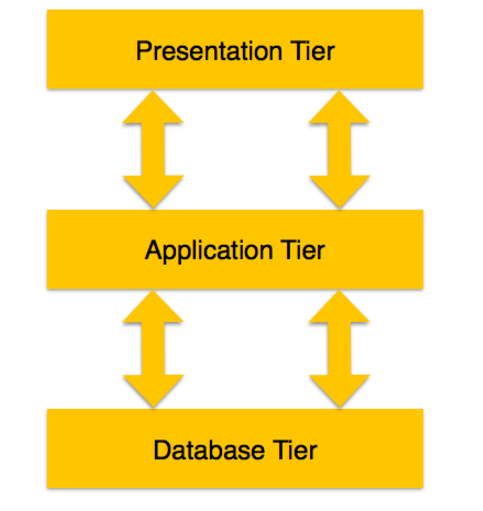 Presentation Tier
Application Tier
Database Tier